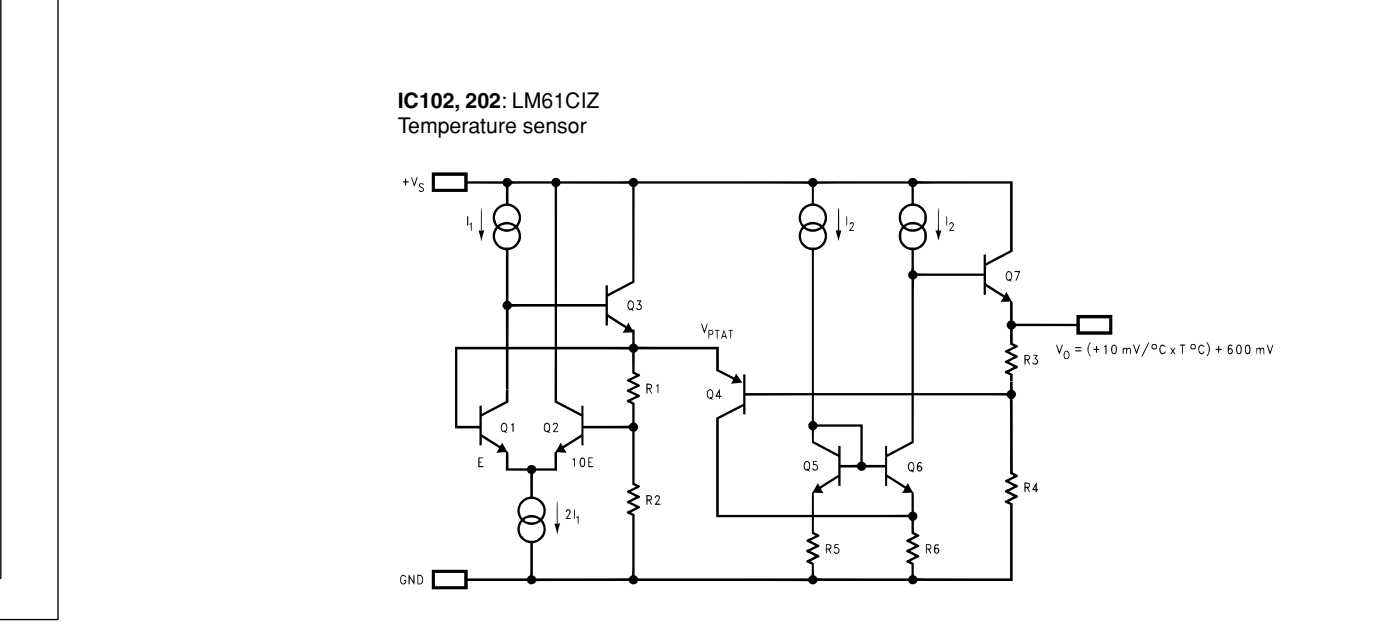 IC102, 202: LM61CIZ
Temperature sensor
+VS
I1
I2
I2
Q7
Q3
VPTAT
VO = (+10 mV/°C x T °C) + 600 mV
R3
R1
Q4
Q1
Q2
E
10E
Q5
Q6
R4
R2
2I1
R5
R6
GND